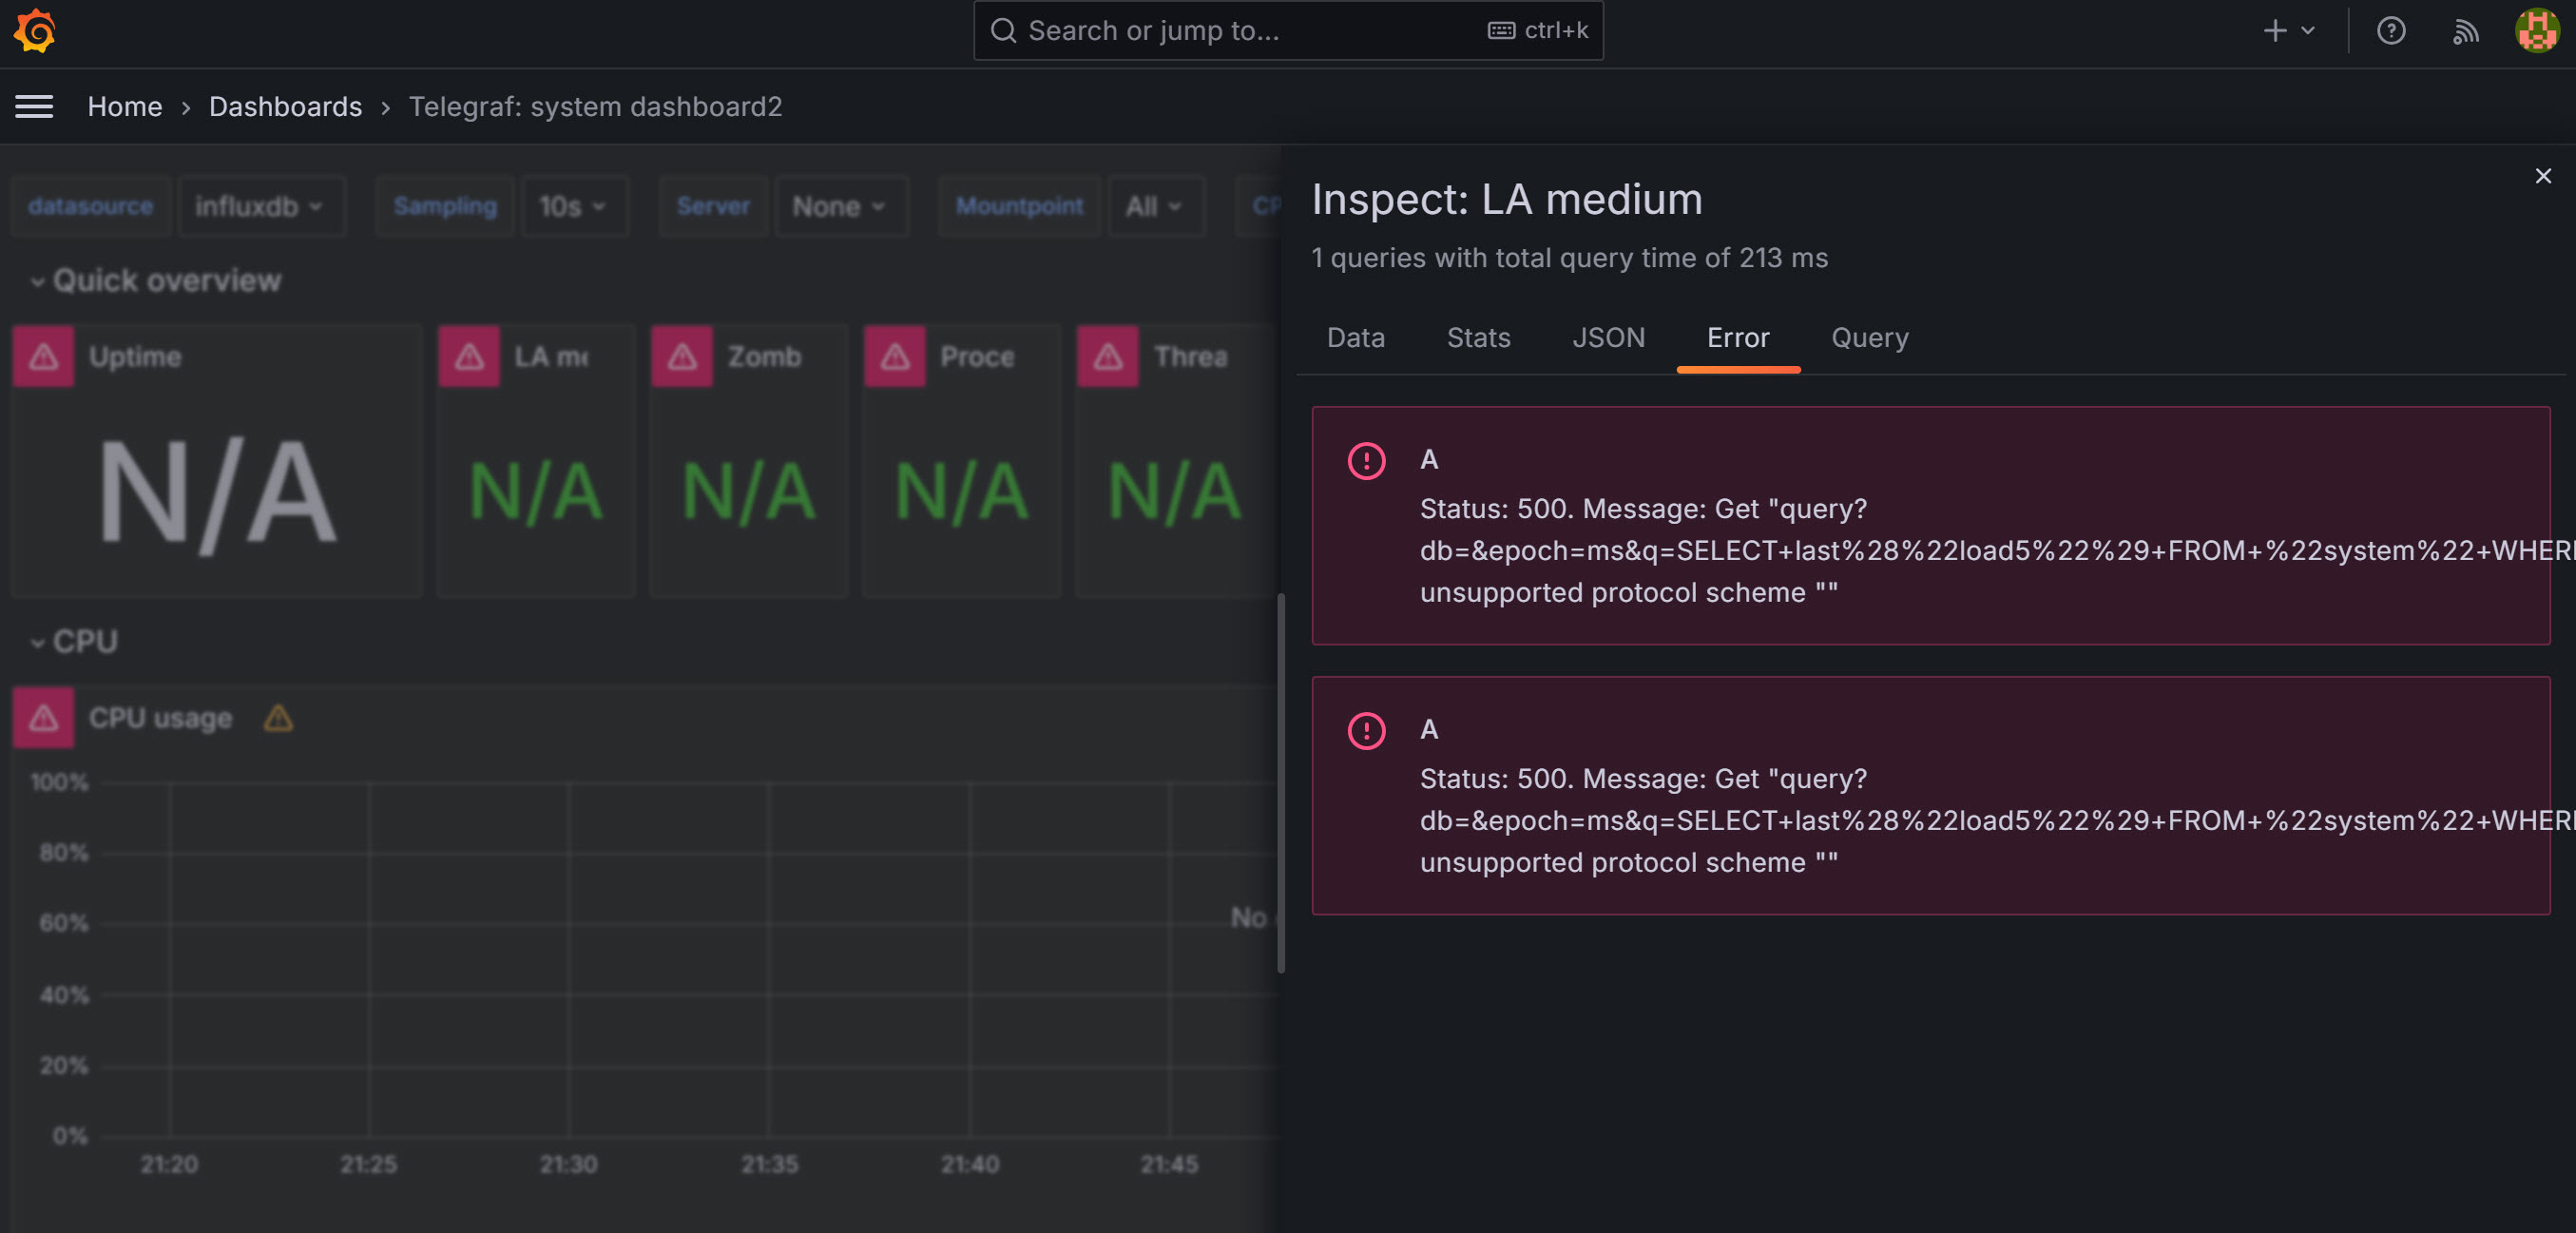 Search or jump to...
ctrl+k
Home › Dashboards › Telegraf: system dashboard2
datasource influxdb Sampling 10s Server None Mountpoint All
Quick overview
Uptime
N/A
LA
N/A
Zomb
N/A
Proce
N/A
Threa
N/A
CPU
CPU usage
100%
80%
60%
40%
20%
0%
No
21:20 21:25 21:30 21:35 21:40 21:45
Inspect: LA medium
1 queries with total query time of 213 ms
Data Stats JSON Error Query
A
Status: 500. Message: Get "query?
db=&epoch=ms&q=SELECT+last%28%22load5%22%29+FROM+%22system%22+WHER
unsupported protocol scheme ""
A
Status: 500. Message: Get "query?
db=&epoch=ms&q=SELECT+last%28%22load5%22%29+FROM+%22system%22+WHER
unsupported protocol scheme ""